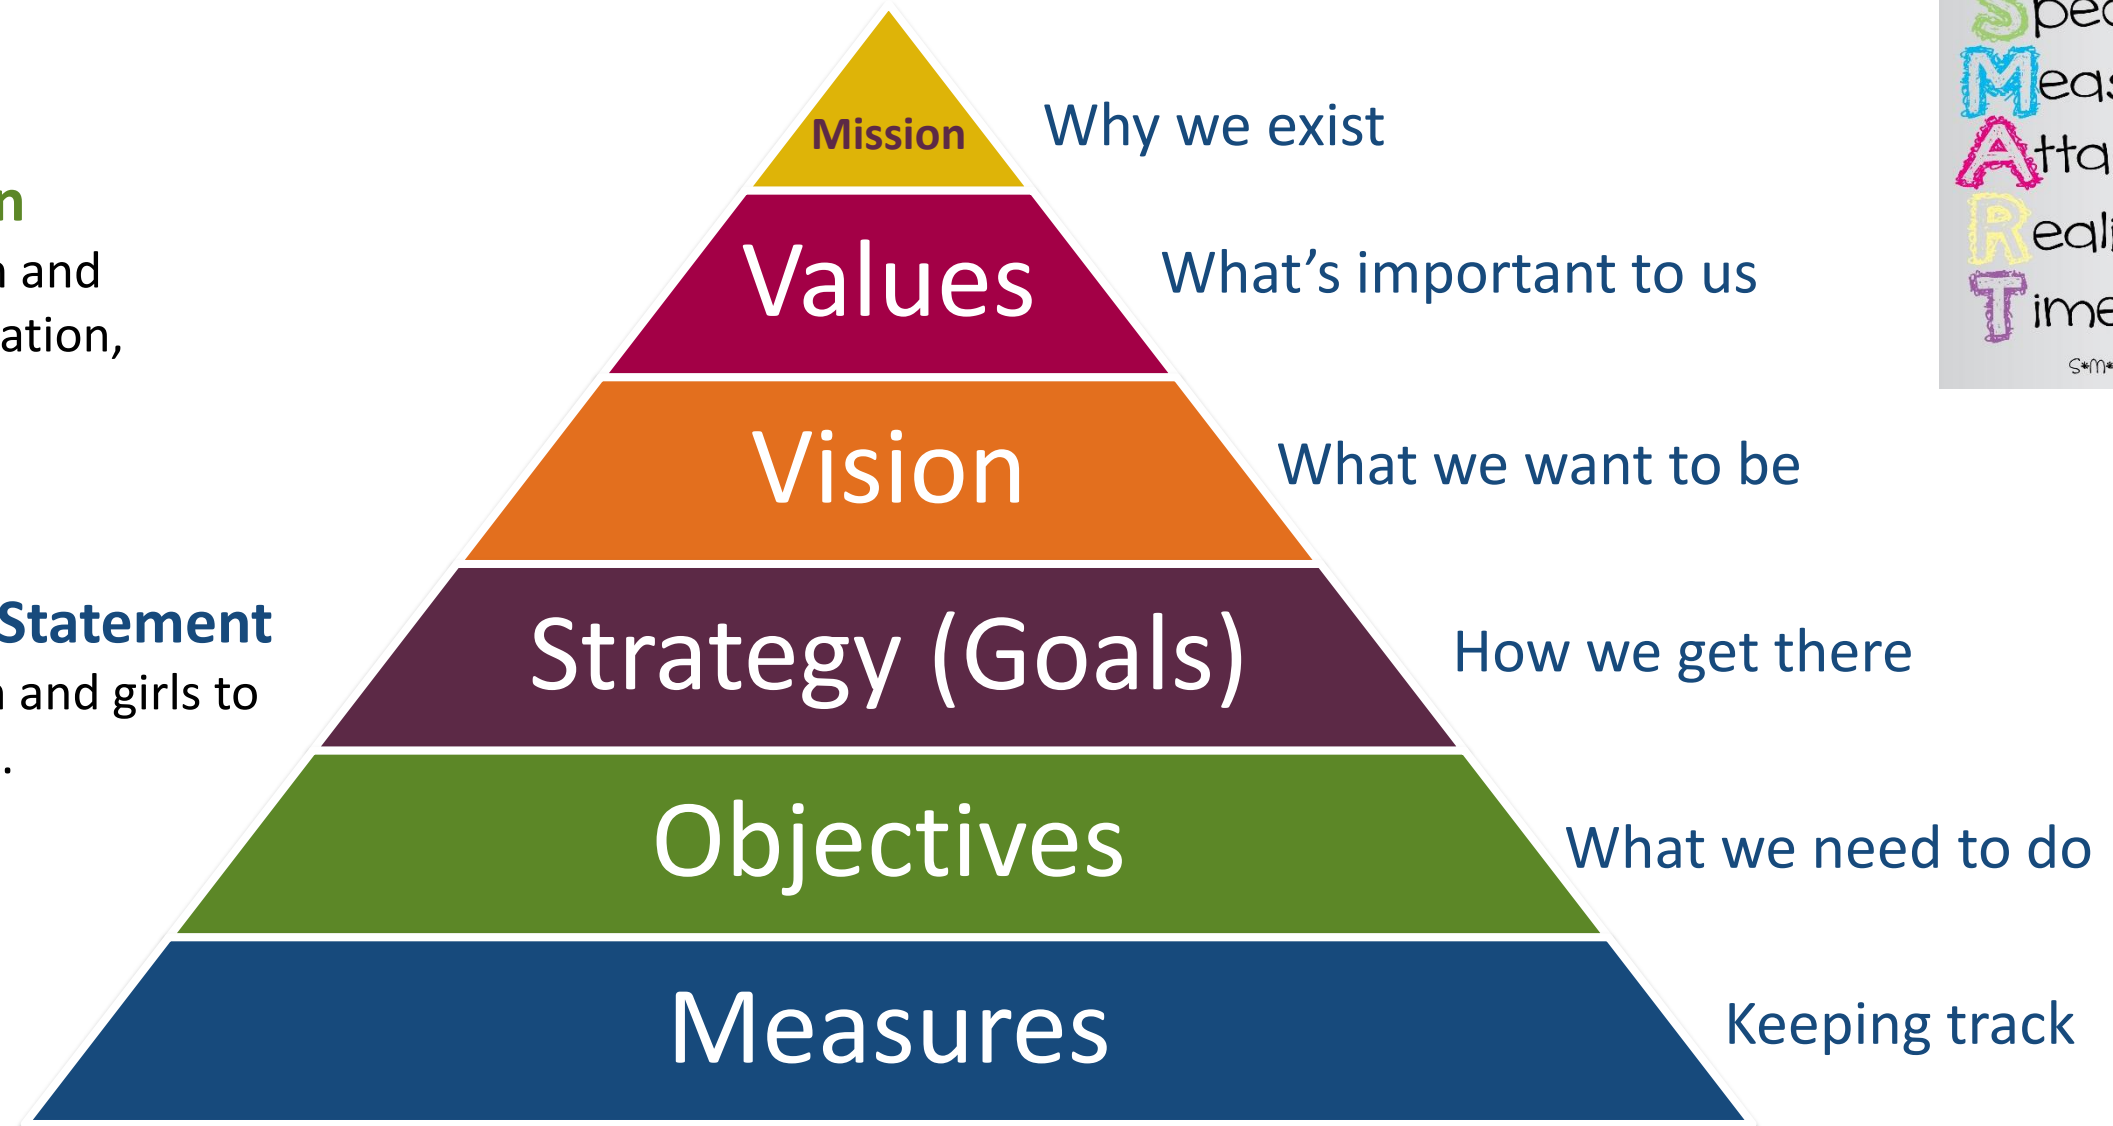 Mission
Why we exist
Values
What’s important to us
Vision
What we want to be
Strategy (Goals)
How we get there
Objectives
What we need to do
Measures
Keeping track
and
Statement
and girls to
S*M*